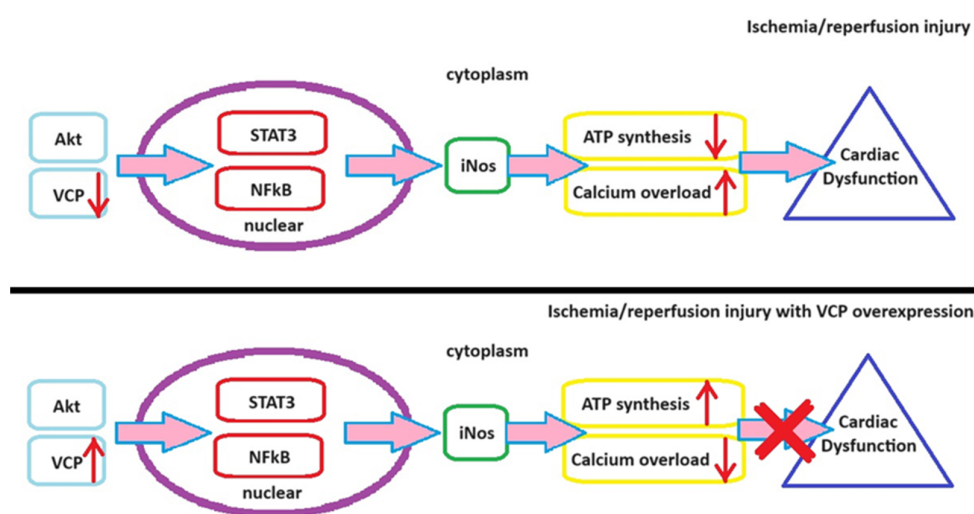 Ischemia/reperfusion injury
cytoplasm
Akt
VCP
STAT3
NFkB
nuclear
iNos
ATP synthesis
Calcium overload
Cardiac
Dysfunction
Ischemia/reperfusion injury with VCP overexpression
cytoplasm
Akt
VCP
STAT3
NFkB
nuclear
iNos
ATP synthesis
Calcium overload
Cardiac
Dysfunction